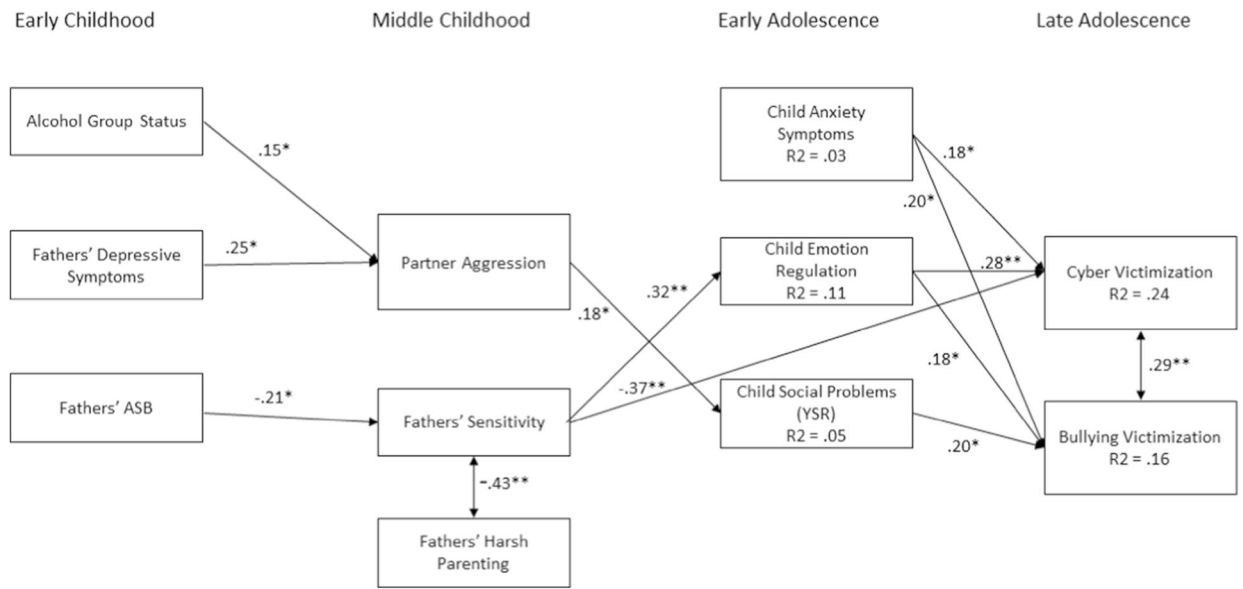 Early Childhood
Middle Childhood
Early Adolescence
Late Adolescence
Alcohol Group Status
.15*
Fathers' Depressive
Symptoms
.25*
Fathers' ASB
-.21*
Partner Aggression
.18*
Fathers' Sensitivity
.32**
-.37**
-.43**
Fathers' Harsh
Parenting
Child Anxiety
Symptoms
R2 = .03
.18*
.20*
Child Emotion
Regulation
R2 = .11
.28**
.18*
Child Social Problems
(YSR)
R2 = .05
.20*
Cyber Victimization
R2 = .24
.29**
Bullying Victimization
R2 = .16